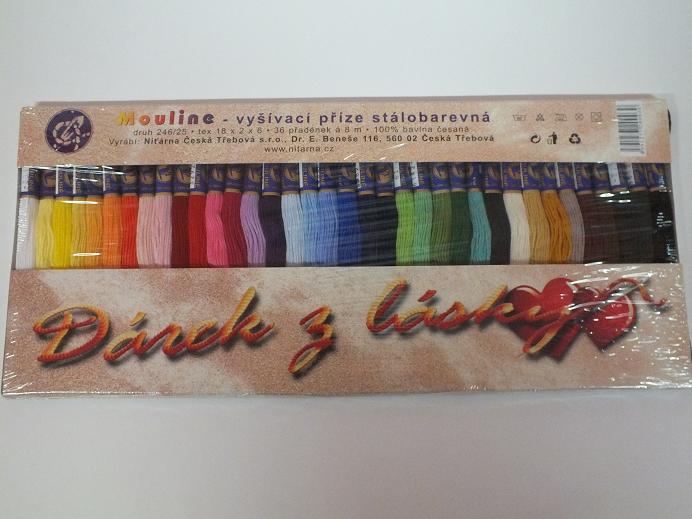 Mouline - vyšívací příze stálobarevná
druh 246/25 • tex 18 x 2 x 6 • 36 přadének á 8 m • 100% bavlna česaná
Vyrábí: Niťárna Česká Třebová s.r.o., Dr. E. Beneše 116, 560 02 Česká Třebová
www.nitarna.cz
Dárek z lásky